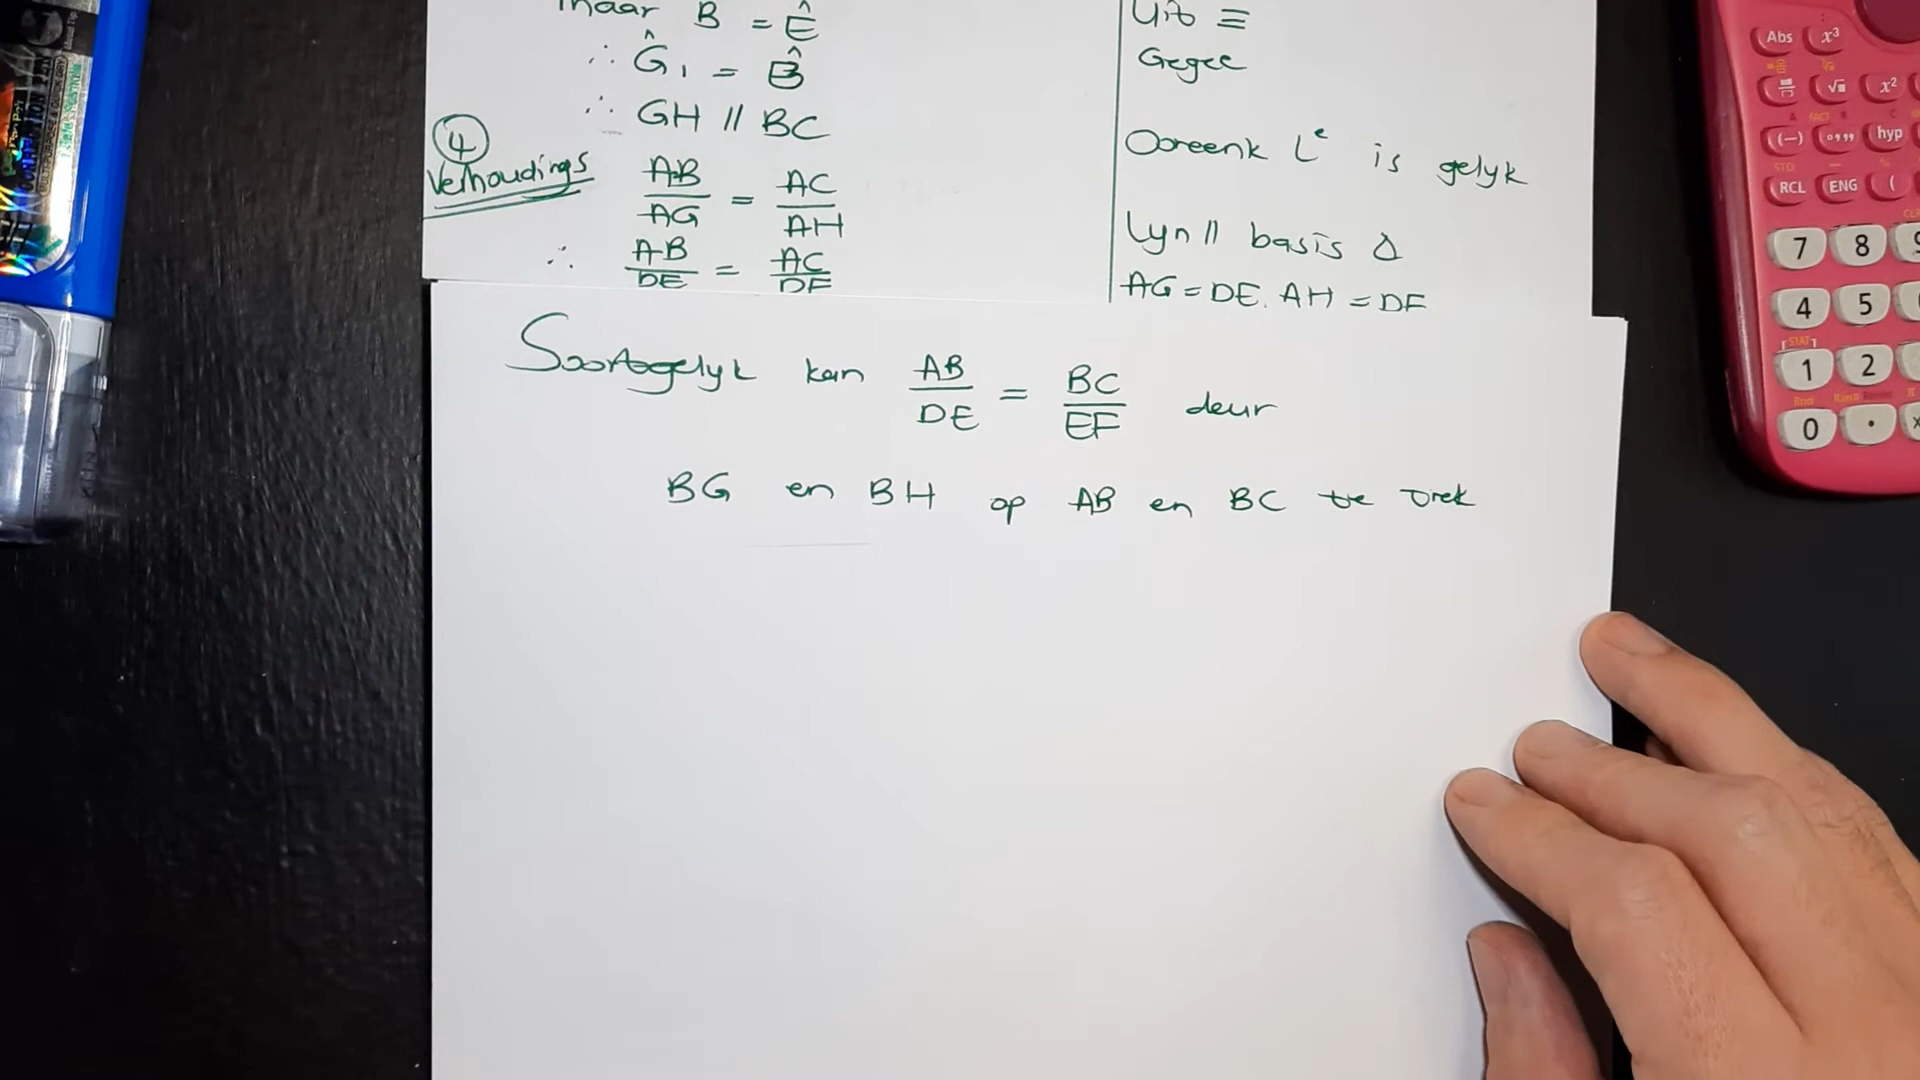 maar B = Ê
∴ Ĝ₁ = B̂
∴ GH // BC
4
Verhoudings
AB/AG = AC/AH
∴ AB/DE = AC/DF
Uit ≡
Gegee
Ooreenk Lᵉ is gelyk
Lyn // basis Δ
AG = DE. AH = DF
Soortgelyk kan AB/DE = BC/EF deur
BG en BH op AB en BC te trek
Abs x³
√ x²
(–) hyp
RCL ENG (
7 8 9
4 5
1 2
0 .